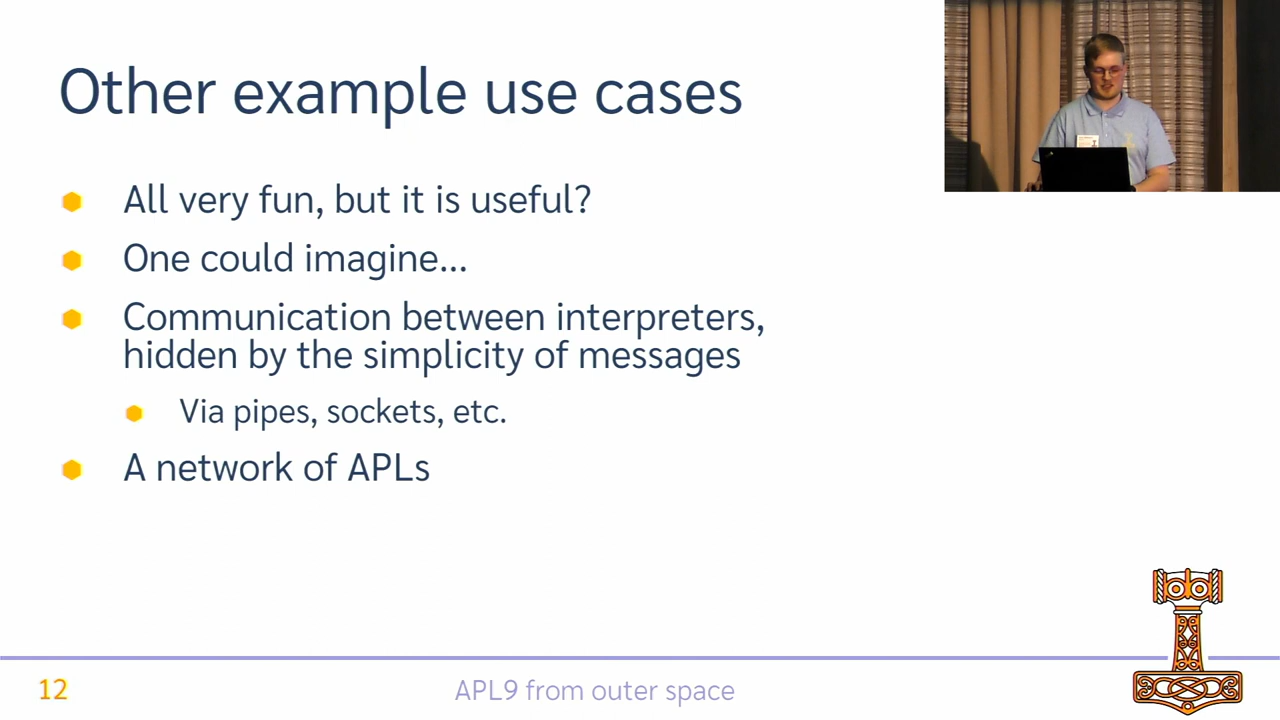 Other example use cases
All very fun, but it is useful?
One could imagine...
Communication between interpreters,
hidden by the simplicity of messages
Via pipes, sockets, etc.
A network of APLs
12
APL9 from outer space